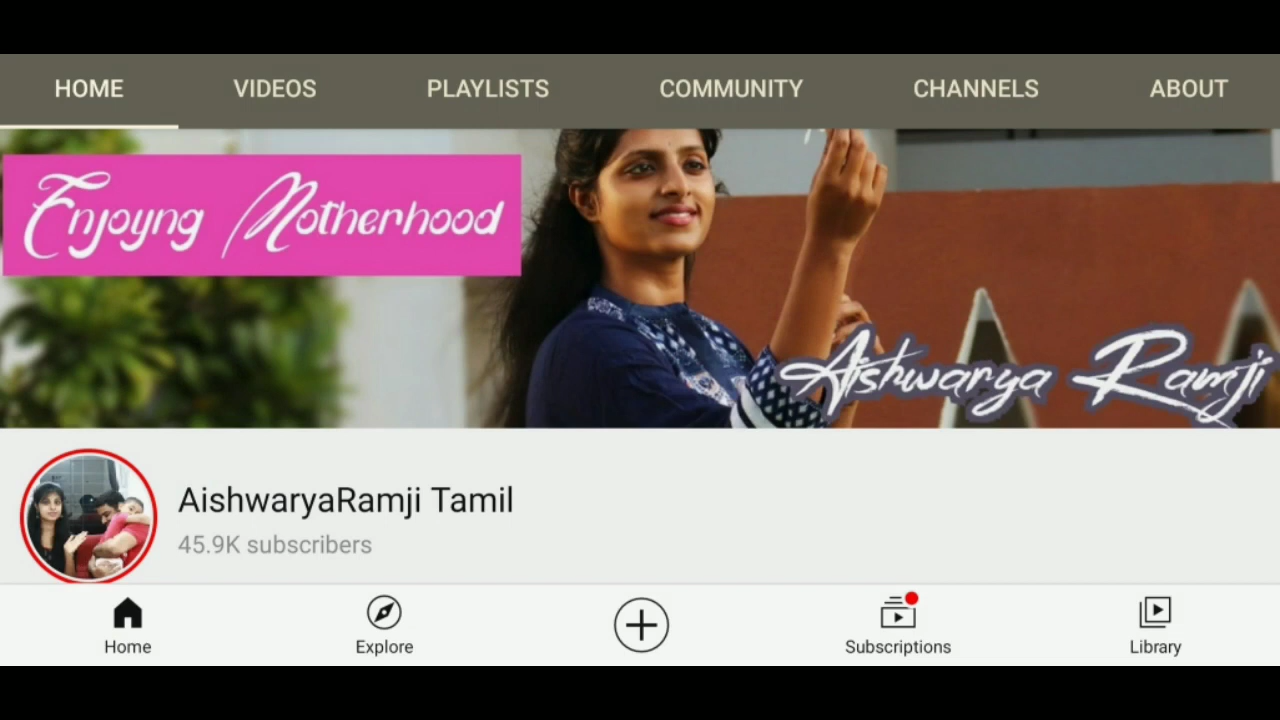 HOME VIDEOS PLAYLISTS COMMUNITY CHANNELS ABOUT
Enjoyng Motherhood
Aishwarya Ramji
AishwaryaRamji Tamil
45.9K subscribers
Home Explore Subscriptions Library